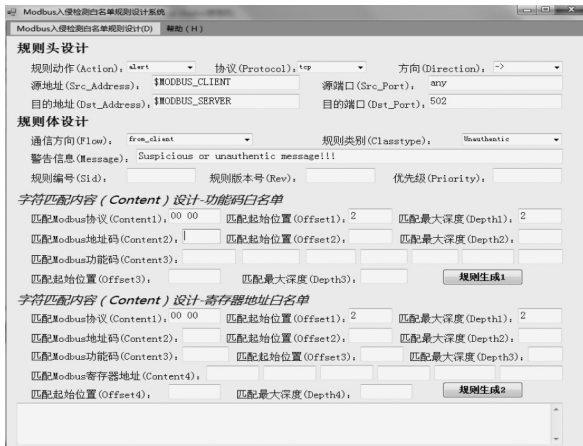 Modbus入侵检测白名单规则设计系统
Modbus入侵检测白名单规则设计(D) 帮助(H)
规则头设计
规则动作(Action): alert 协议(Protocol): tcp 方向(Direction): ->
源地址(Src_Address): $MODBUS_CLIENT 源端口(Src_Port): any
目的地址(Dst_Address): $MODBUS_SERVER 目的端口(Dst_Port): 502
规则体设计
通信方向(Flow): from_client 规则类别(Classtype): Unauthentic
警告信息(Message): Suspicious or unauthentic message!!!
规则编号(Sid): 规则版本号(Rev): 优先级(Priority):
字符匹配内容(Content)设计-功能码白名单
匹配Modbus协议(Content1): 00 00 匹配起始位置(Offset1): 2 匹配最大深度(Depth1): 2
匹配Modbus地址码(Content2): 匹配起始位置(Offset2): 匹配最大深度(Depth2):
匹配Modbus功能码(Content3):
匹配起始位置(Offset3): 匹配最大深度(Depth3): 规则生成1
字符匹配内容(Content)设计-寄存器地址白名单
匹配Modbus协议(Content1): 00 00 匹配起始位置(Offset1): 2 匹配最大深度(Depth1): 2
匹配Modbus地址码(Content2): 匹配起始位置(Offset2): 匹配最大深度(Depth2):
匹配Modbus功能码(Content3): 匹配起始位置(Offset3): 匹配最大深度(Depth3):
匹配Modbus寄存器地址(Content4):
匹配起始位置(Offset4): 匹配最大深度(Depth4): 规则生成2